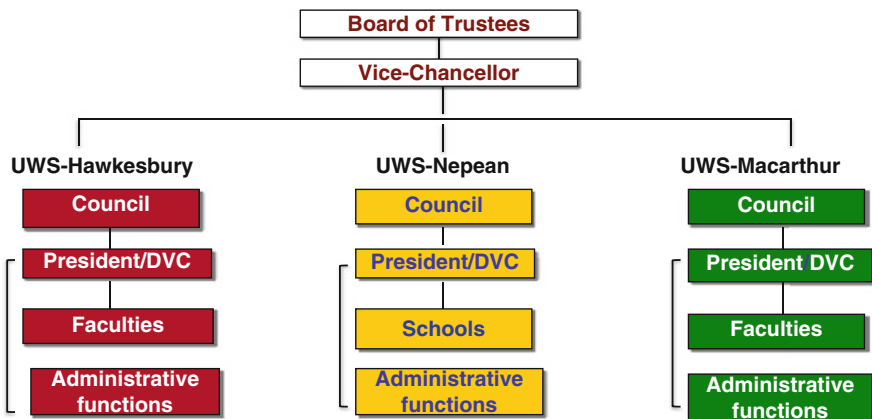 Board of Trustees
Vice-Chancellor
UWS-Hawkesbury
Council
President/DVC
Faculties
Administrative
functions
UWS-Nepean
Council
President/DVC
Schools
Administrative
functions
UWS-Macarthur
Council
President/DVC
Faculties
Administrative
functions